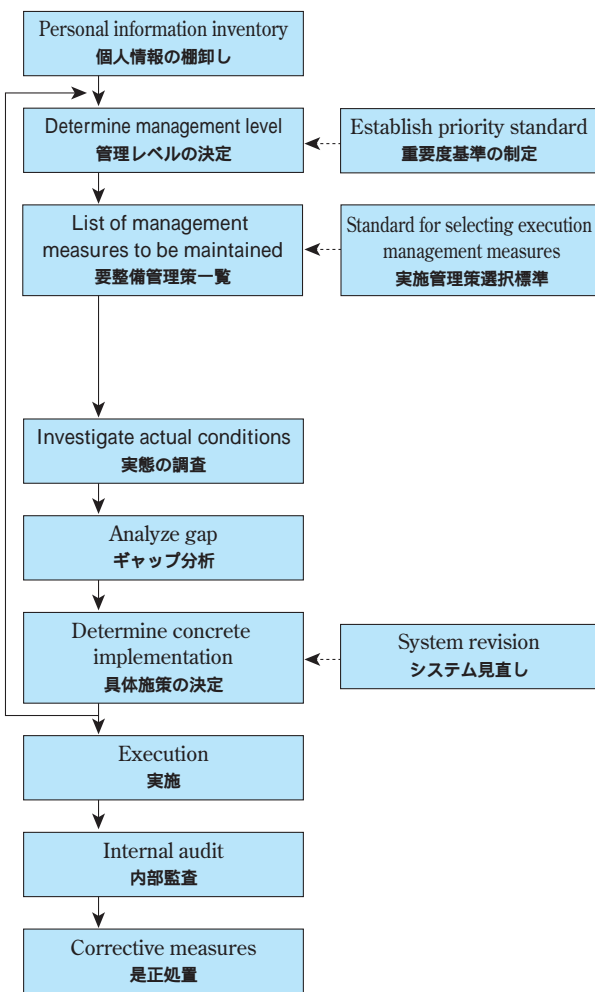 Personal information inventory
個人情報の棚卸し
Determine management level
管理レベルの決定
Establish priority standard
重要度基準の制定
List of management
measures to be maintained
要整備管理策一覧
Standard for selecting execution
management measures
実施管理策選択標準
Investigate actual conditions
実態の調査
Analyze gap
ギャップ分析
Determine concrete
implementation
具体施策の決定
System revision
システム見直し
Execution
実施
Internal audit
内部監査
Corrective measures
是正処置